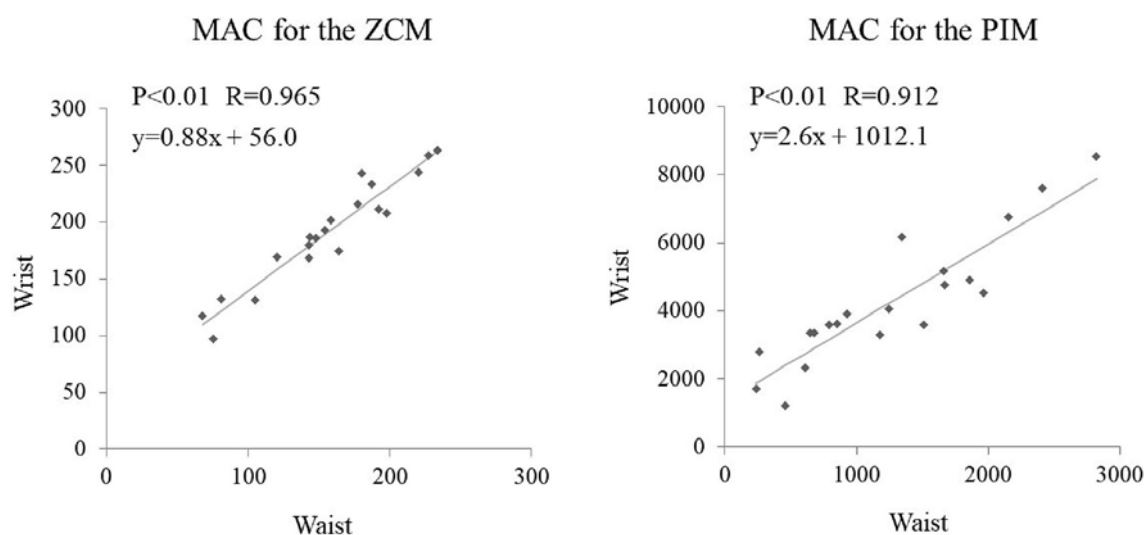 MAC for the ZCM
P<0.01 R=0.965
y=0.88x + 56.0
300
250
200
150
100
50
0
Wrist
0
100
200
300
Waist
MAC for the PIM
P<0.01 R=0.912
y=2.6x + 1012.1
10000
8000
6000
4000
2000
0
Wrist
0
1000
2000
3000
Waist